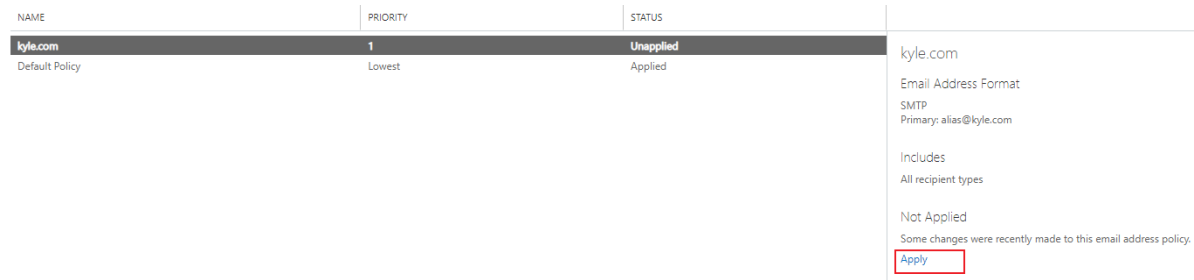 NAME PRIORITY STATUS
kyle.com 1 Unapplied
Default Policy Lowest Applied
kyle.com
Email Address Format
SMTP
Primary: alias@kyle.com
Includes
All recipient types
Not Applied
Some changes were recently made to this email address policy.
Apply